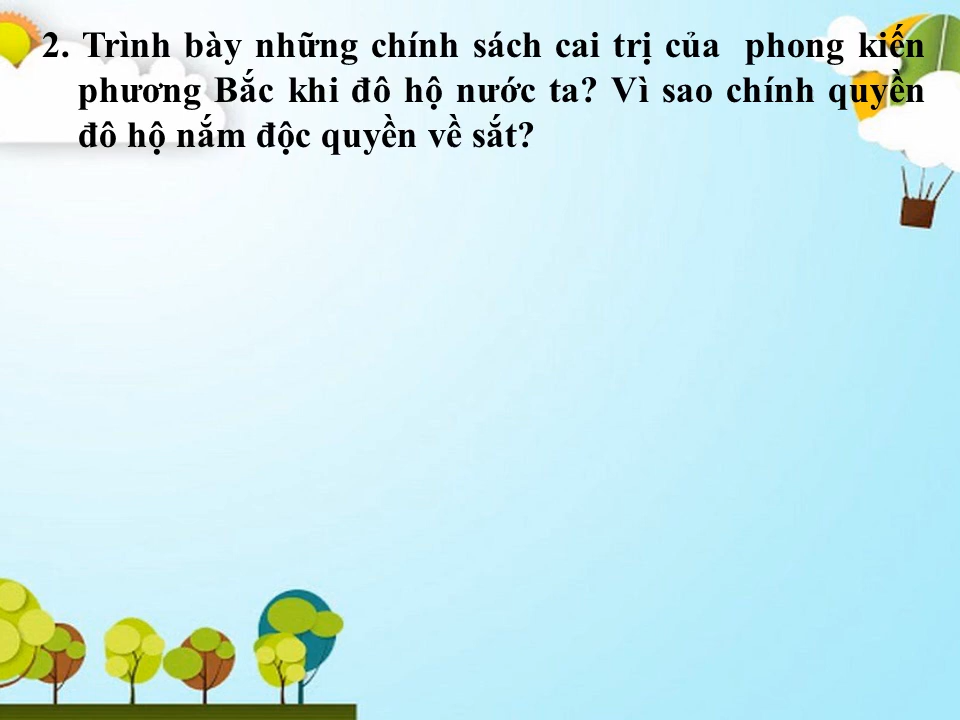 2. Trình bày những chính sách cai trị của phong kiến
phương Bắc khi đô hộ nước ta? Vì sao chính quyền
đô hộ nắm độc quyền về sắt?